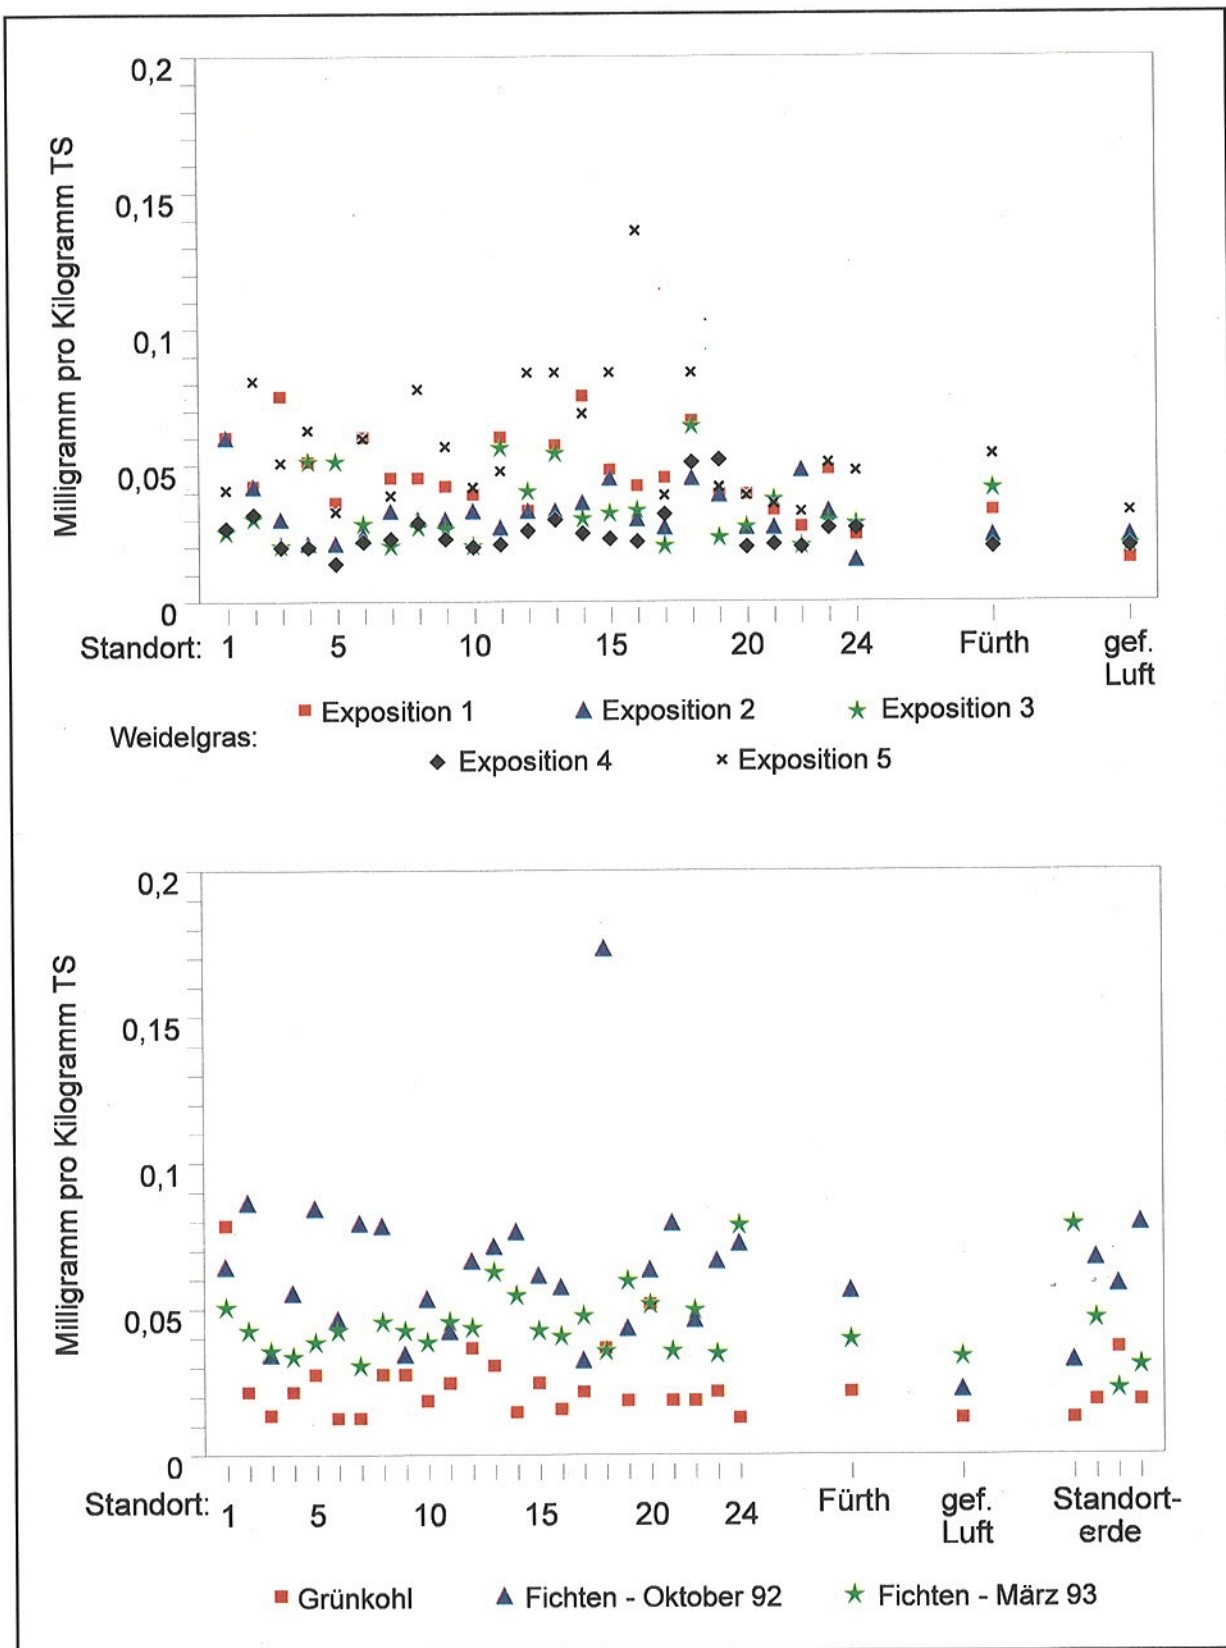 Milligramm pro Kilogramm TS
0,2
0,15
0,1
0,05
0
Standort: 1 5 10 15 20 24 Fürth gef. Luft
Weidelgras:
Exposition 1 Exposition 2 Exposition 3
Exposition 4 Exposition 5
Milligramm pro Kilogramm TS
0,2
0,15
0,1
0,05
0
Standort: 1 5 10 15 20 24 Fürth gef. Luft Standort-
erde
Grünkohl Fichten - Oktober 92 Fichten - März 93